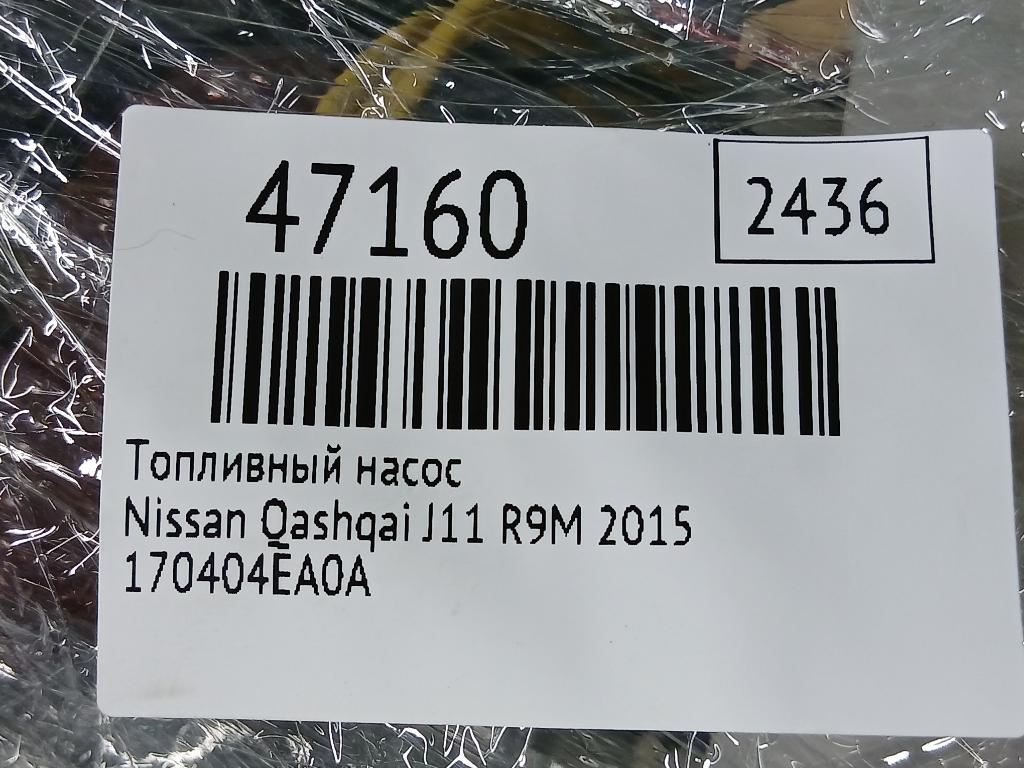 47160
2436
Топливный насос
Nissan Qashqai J11 R9M 2015
170404EA0A